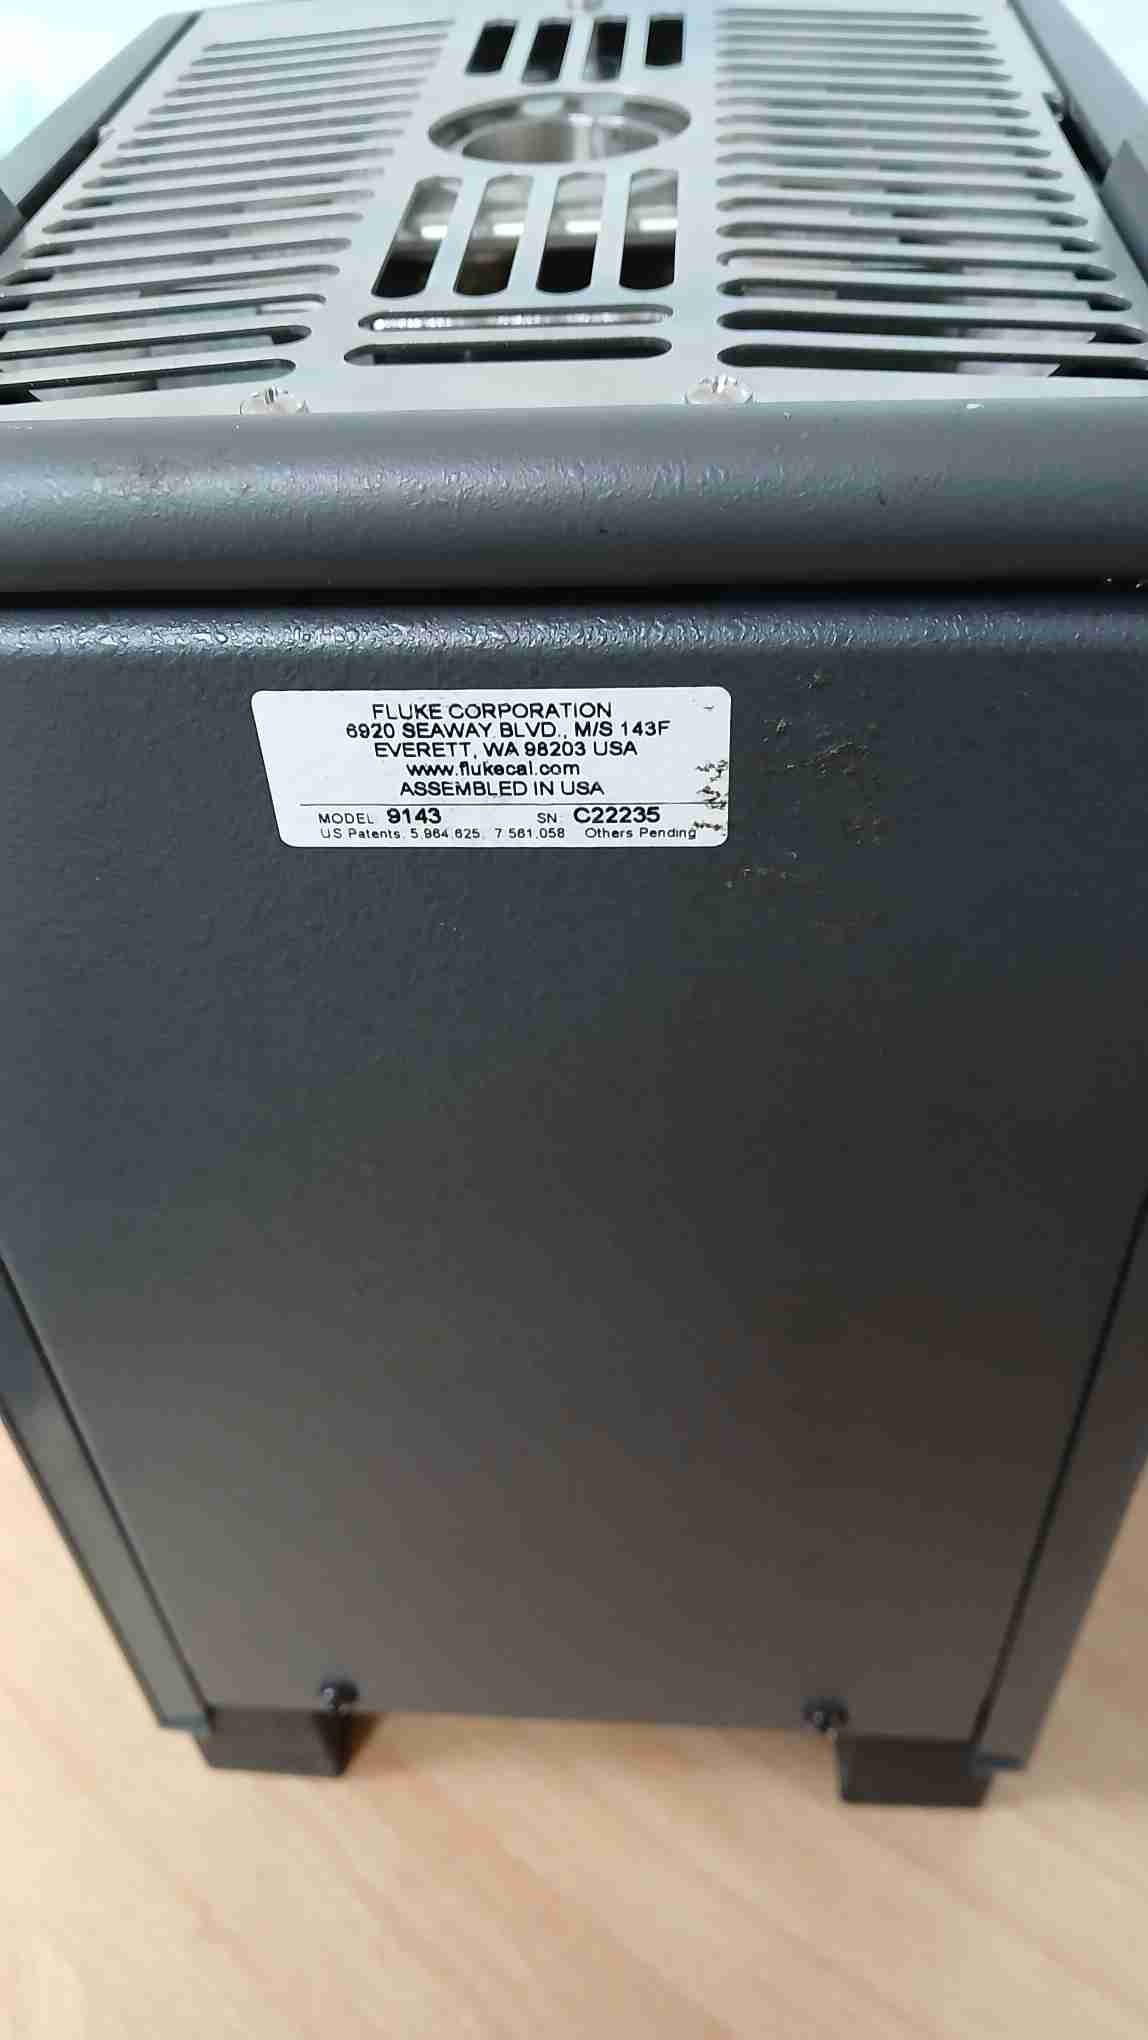 FLUKE CORPORATION
6920 SEAWAY BLVD., M/S 143F
EVERETT, WA 98203 USA
www.flukecal.com
ASSEMBLED IN USA
MODEL 9143 SN: C22235
US Patents: 5,964,625; 7,561,058 Others Pending